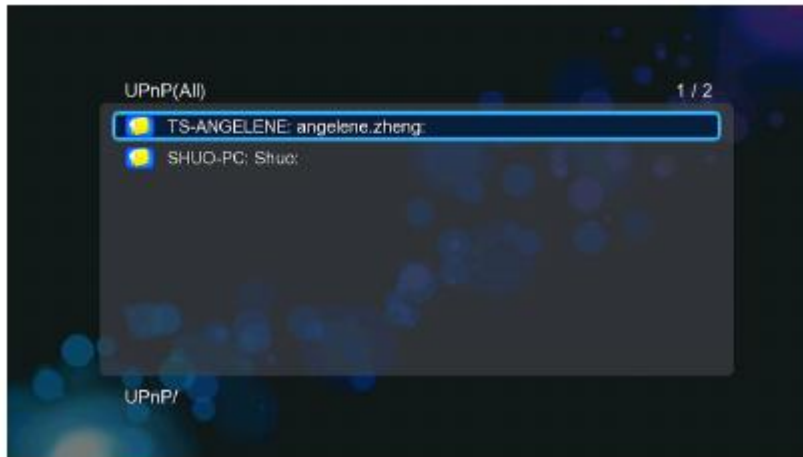 UPnP(All)
1 / 2
TS-ANGELENE: angelene.zheng:
SHUO-PC: Shuo:
UPnP/